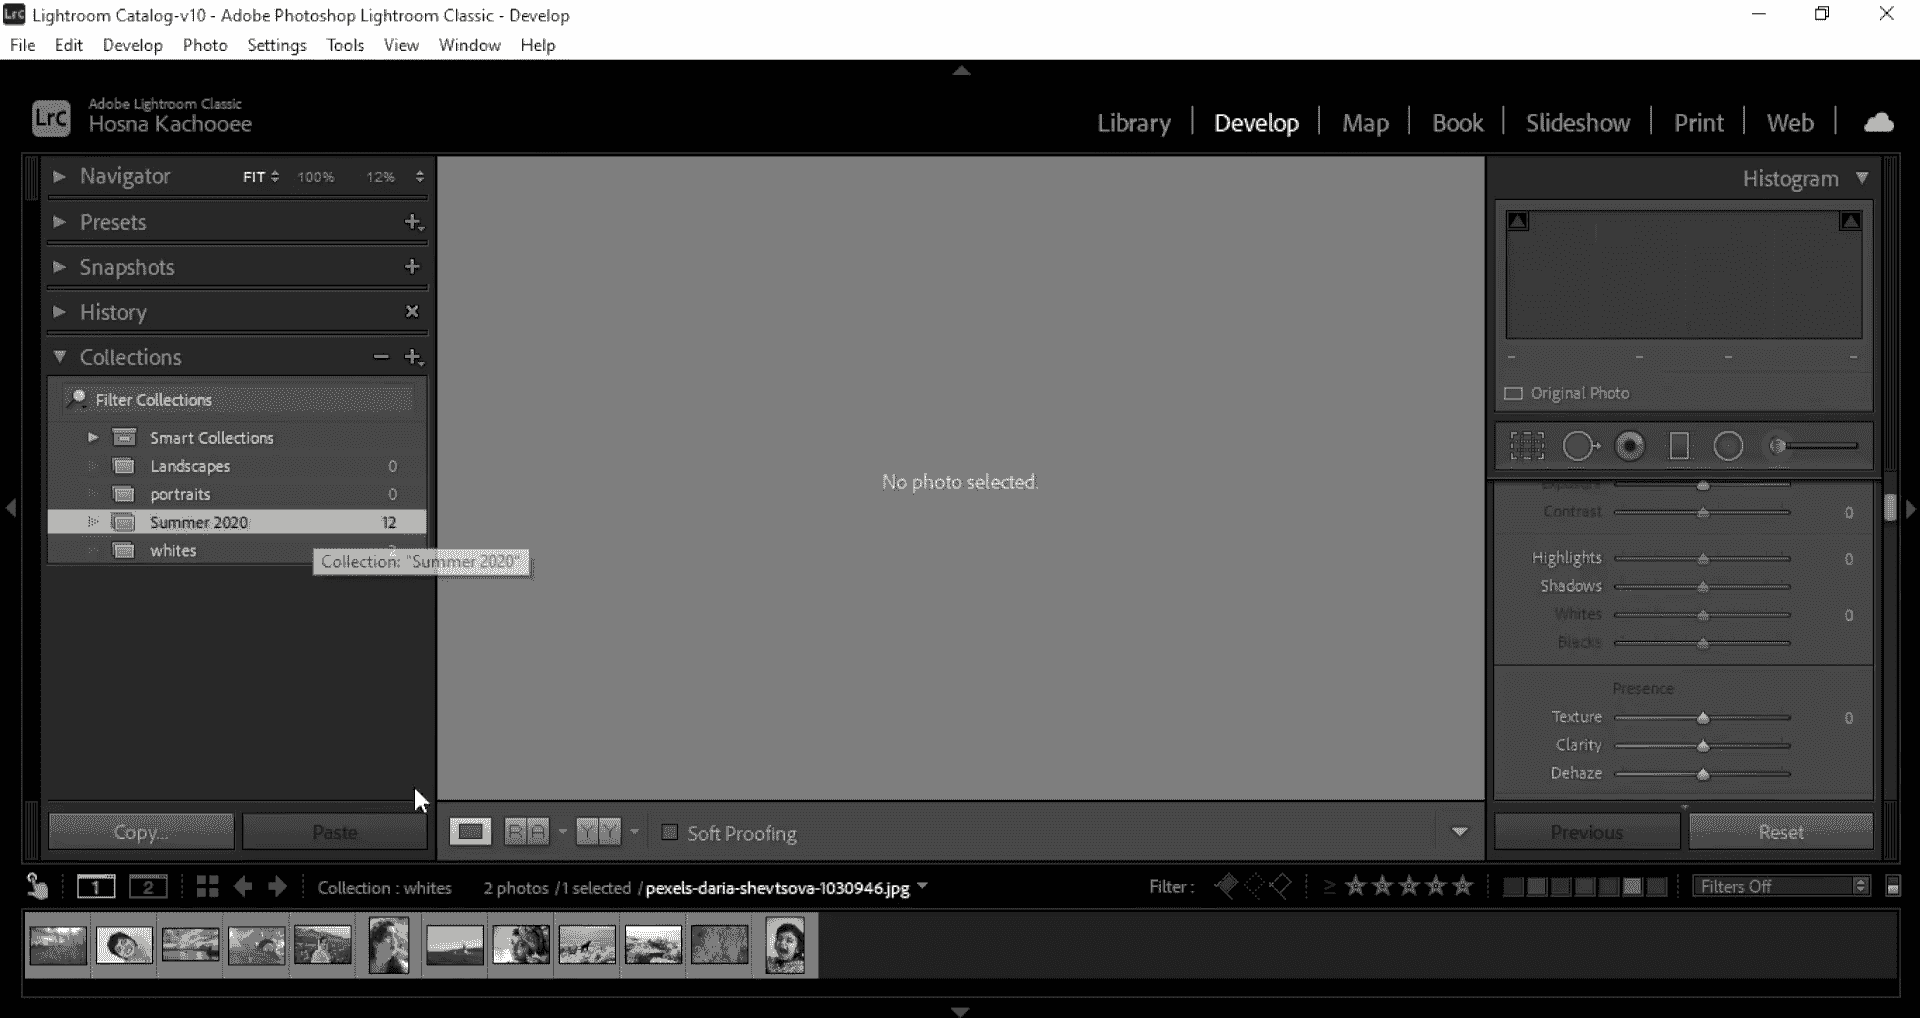 Lrc Lightroom Catalog-v10 - Adobe Photoshop Lightroom Classic - Develop
File Edit Develop Photo Settings Tools View Window Help
Lrc
Adobe Lightroom Classic
Hosna Kachooee
Library Develop Map Book Slideshow Print Web
Navigator FIT 100% 12%
Presets
Snapshots
History
Collections
Filter Collections
Smart Collections
Landscapes 0
portraits 0
Summer 2020 12
whites 2
Collection: "Summer 2020"
Copy...
Paste
No photo selected.
R A
Y Y
Soft Proofing
Histogram
Original Photo
Exposure
Contrast 0
Highlights 0
Shadows
Whites 0
Blacks
Presence
Texture 0
Clarity
Dehaze
Previous
Reset
1 2 Collection : whites 2 photos / 1 selected / pexels-daria-shevtsova-1030946.jpg
Filter : ≥ Filters Off